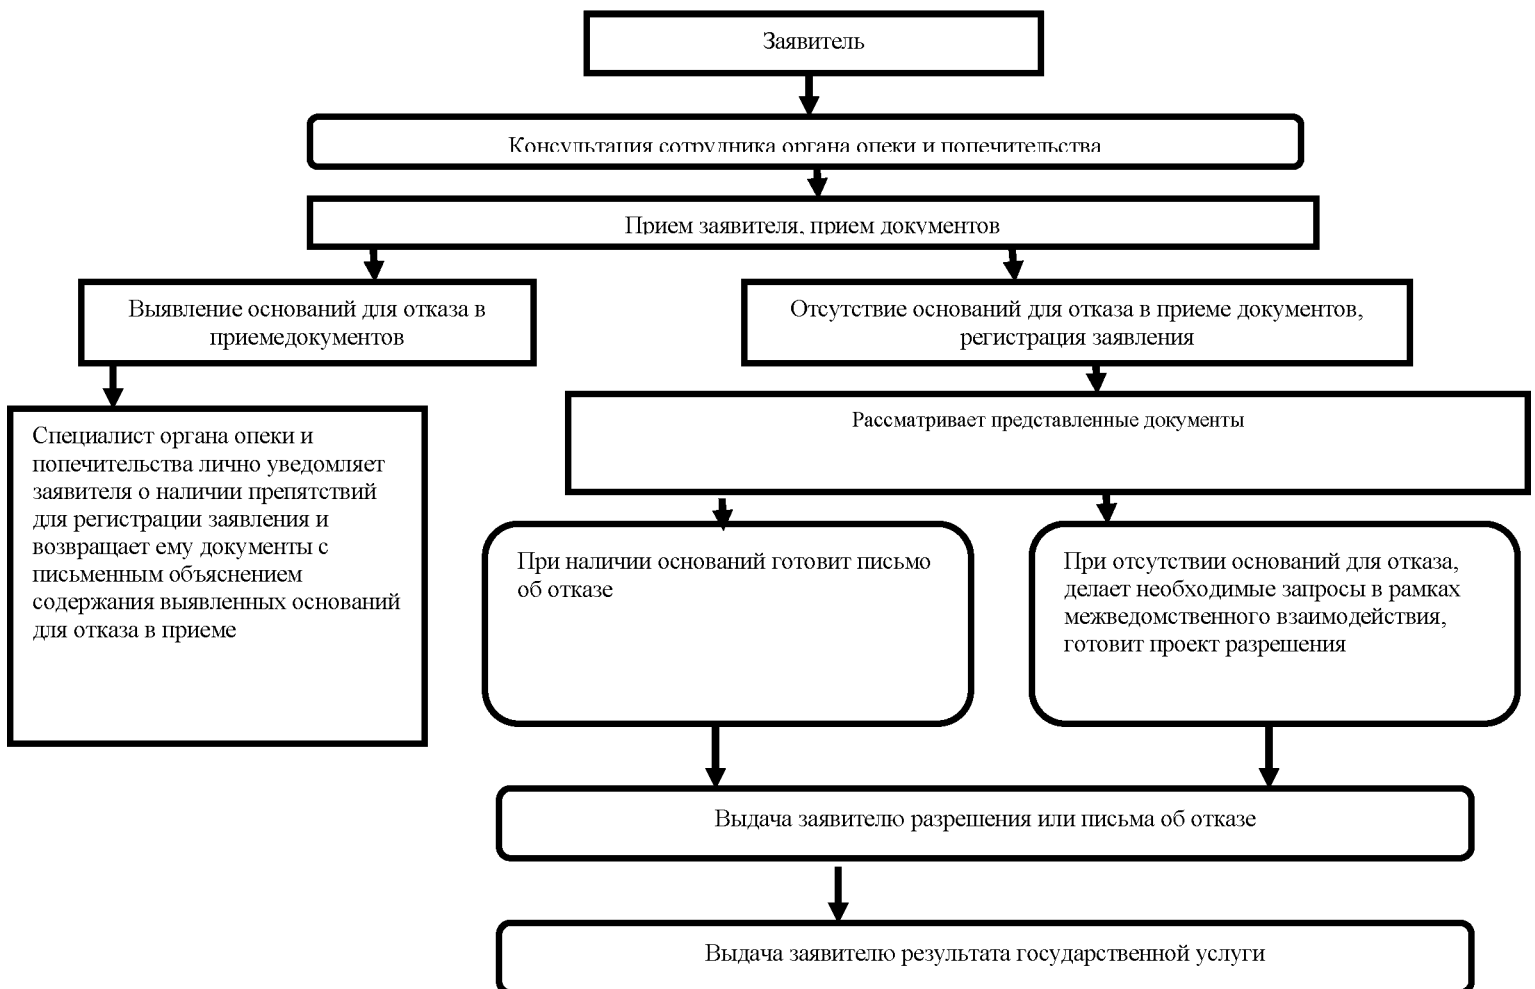 Заявитель
Консультация сотрудника органа опеки и попечительства
Прием заявителя, прием документов
Выявление оснований для отказа в
приемедокументов
Отсутствие оснований для отказа в приеме документов,
регистрация заявления
Специалист органа опеки и
попечительства лично уведомляет
заявителя о наличии препятствий
для регистрации заявления и
возвращает ему документы с
письменным объяснением
содержания выявленных оснований
для отказа в приеме
Рассматривает представленные документы
При наличии оснований готовит письмо
об отказе
При отсутствии оснований для отказа,
делает необходимые запросы в рамках
межведомственного взаимодействия,
готовит проект разрешения
Выдача заявителю разрешения или письма об отказе
Выдача заявителю результата государственной услуги